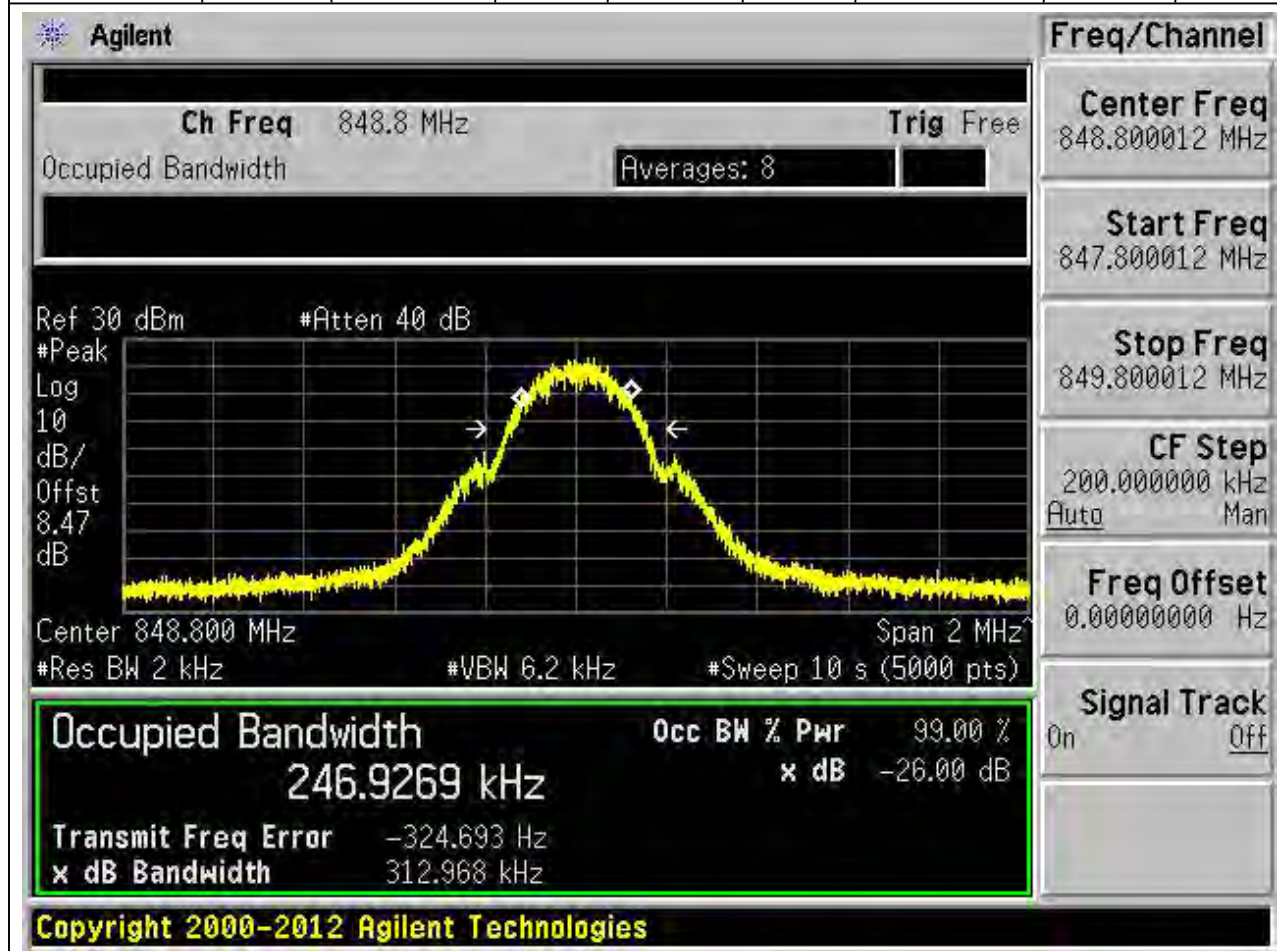 Agilent
Freq/Channel
Ch Freq 848.8 MHz Trig Free
Occupied Bandwidth Averages: 8
Center Freq
848.800012 MHz
Start Freq
847.800012 MHz
Stop Freq
849.800012 MHz
CF Step
200.000000 kHz
Auto Man
Freq Offset
0.00000000 Hz
Signal Track
On Off
Ref 30 dBm #Atten 40 dB
#Peak
Log
10
dB/
Offst
8.47
dB
Center 848.800 MHz Span 2 MHz^
#Res BW 2 kHz #VBW 6.2 kHz #Sweep 10 s (5000 pts)
Occupied Bandwidth Occ BW % Pwr 99.00 %
246.9269 kHz x dB -26.00 dB
Transmit Freq Error -324.693 Hz
x dB Bandwidth 312.968 kHz
Copyright 2000-2012 Agilent Technologies